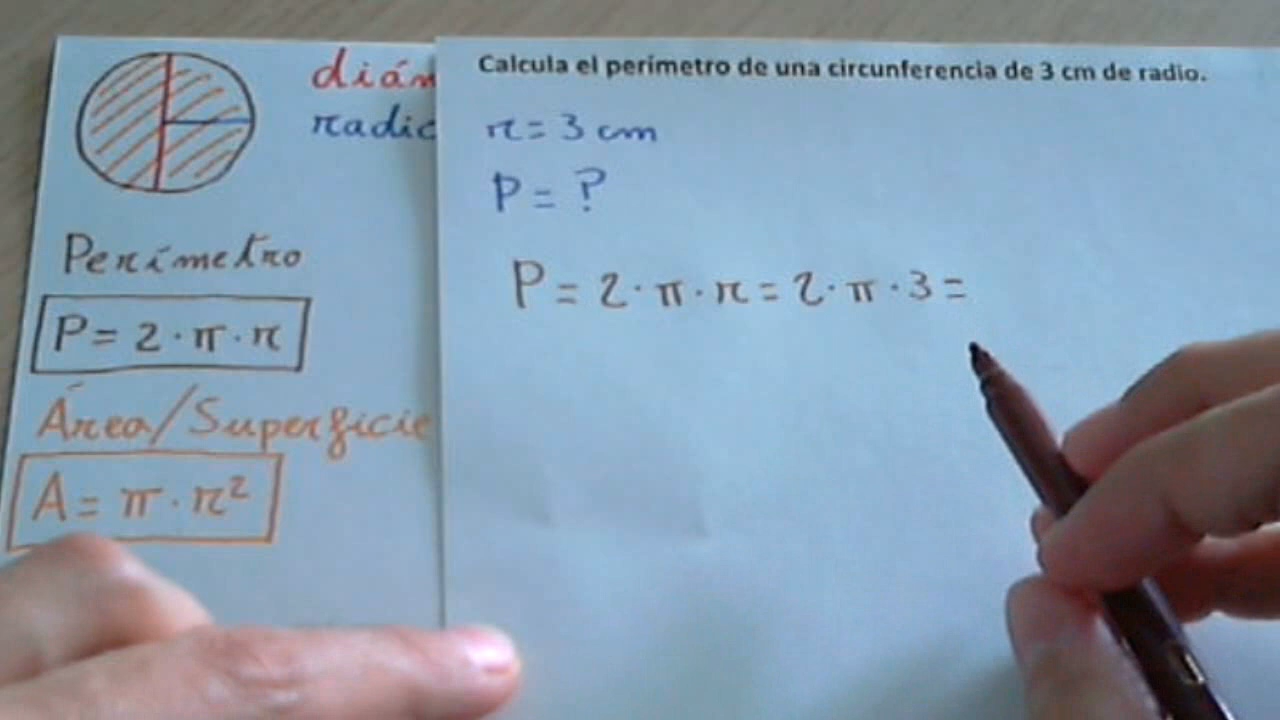 Calcula el perímetro de una circunferencia de 3 cm de radio.
r = 3 cm
P = ?
P = 2 · π · r = 2 · π · 3 =
Perímetro
P = 2 · π · r
Área/Superficie
A = π · r²